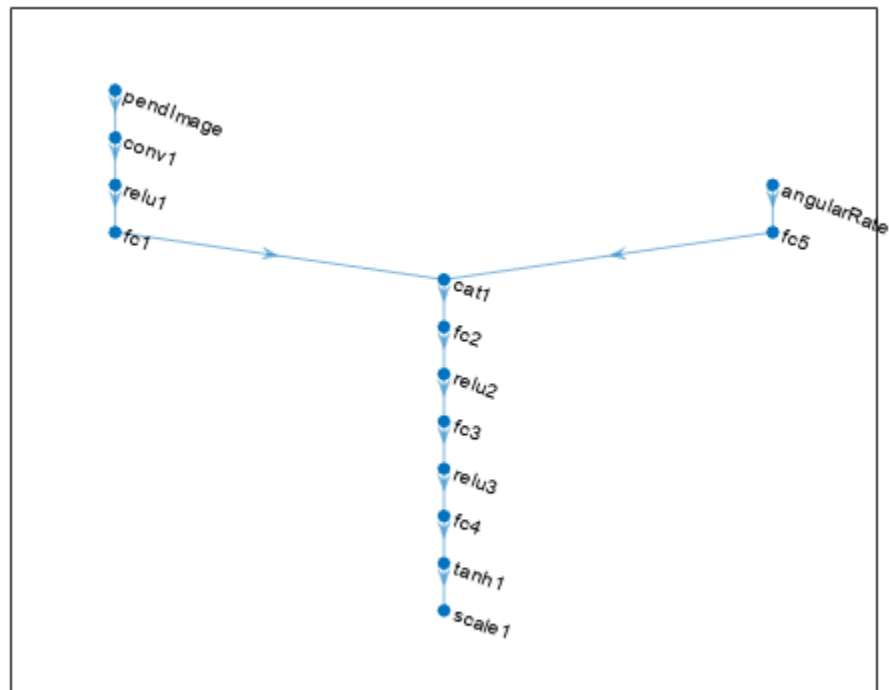 pendImage
conv1
relu1
fc1
angularRate
fc5
cat1
fc2
relu2
fc3
relu3
fc4
tanh1
scale1